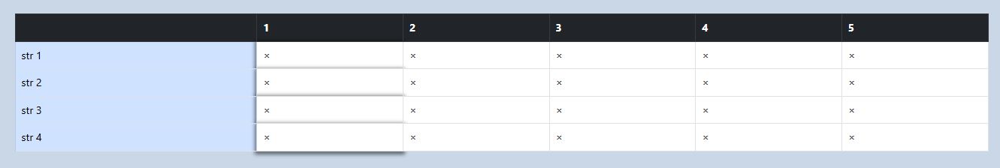 1 2 3 4 5
str 1 × × × × ×
str 2 × × × × ×
str 3 × × × × ×
str 4 × × × × ×